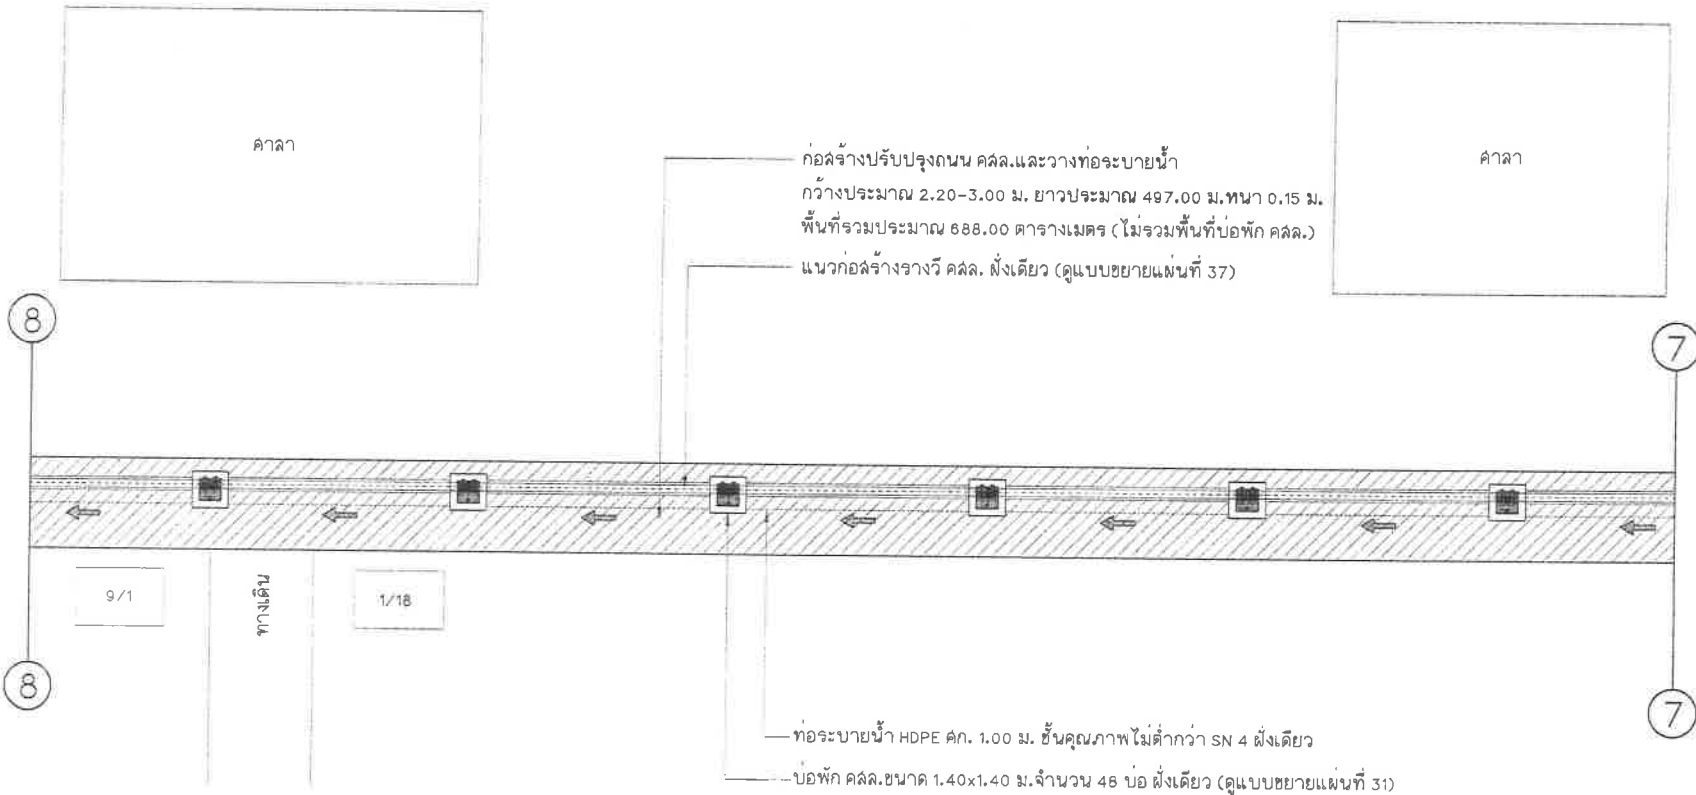 ศาลา
ศาลา
ก่อสร้างปรับปรุงถนน คสล.และวางท่อระบายน้ำ
กว้างประมาณ 2.20-3.00 ม. ยาวประมาณ 497.00 ม.หนา 0.15 ม.
พื้นที่รวมประมาณ 688.00 ตารางเมตร (ไม่รวมพื้นที่บ่อพัก คสล.)
แนวก่อสร้างรางวี คสล. ฝั่งเดียว (ดูแบบขยายแผ่นที่ 37)
8
7
9/1
ทางเดิน
1/18
8
7
ท่อระบายน้ำ HDPE ศก. 1.00 ม. ชั้นคุณภาพไม่ต่ำกว่า SN 4 ฝั่งเดียว
บ่อพัก คสล.ขนาด 1.40x1.40 ม.จำนวน 48 บ่อ ฝั่งเดียว (ดูแบบขยายแผ่นที่ 31)